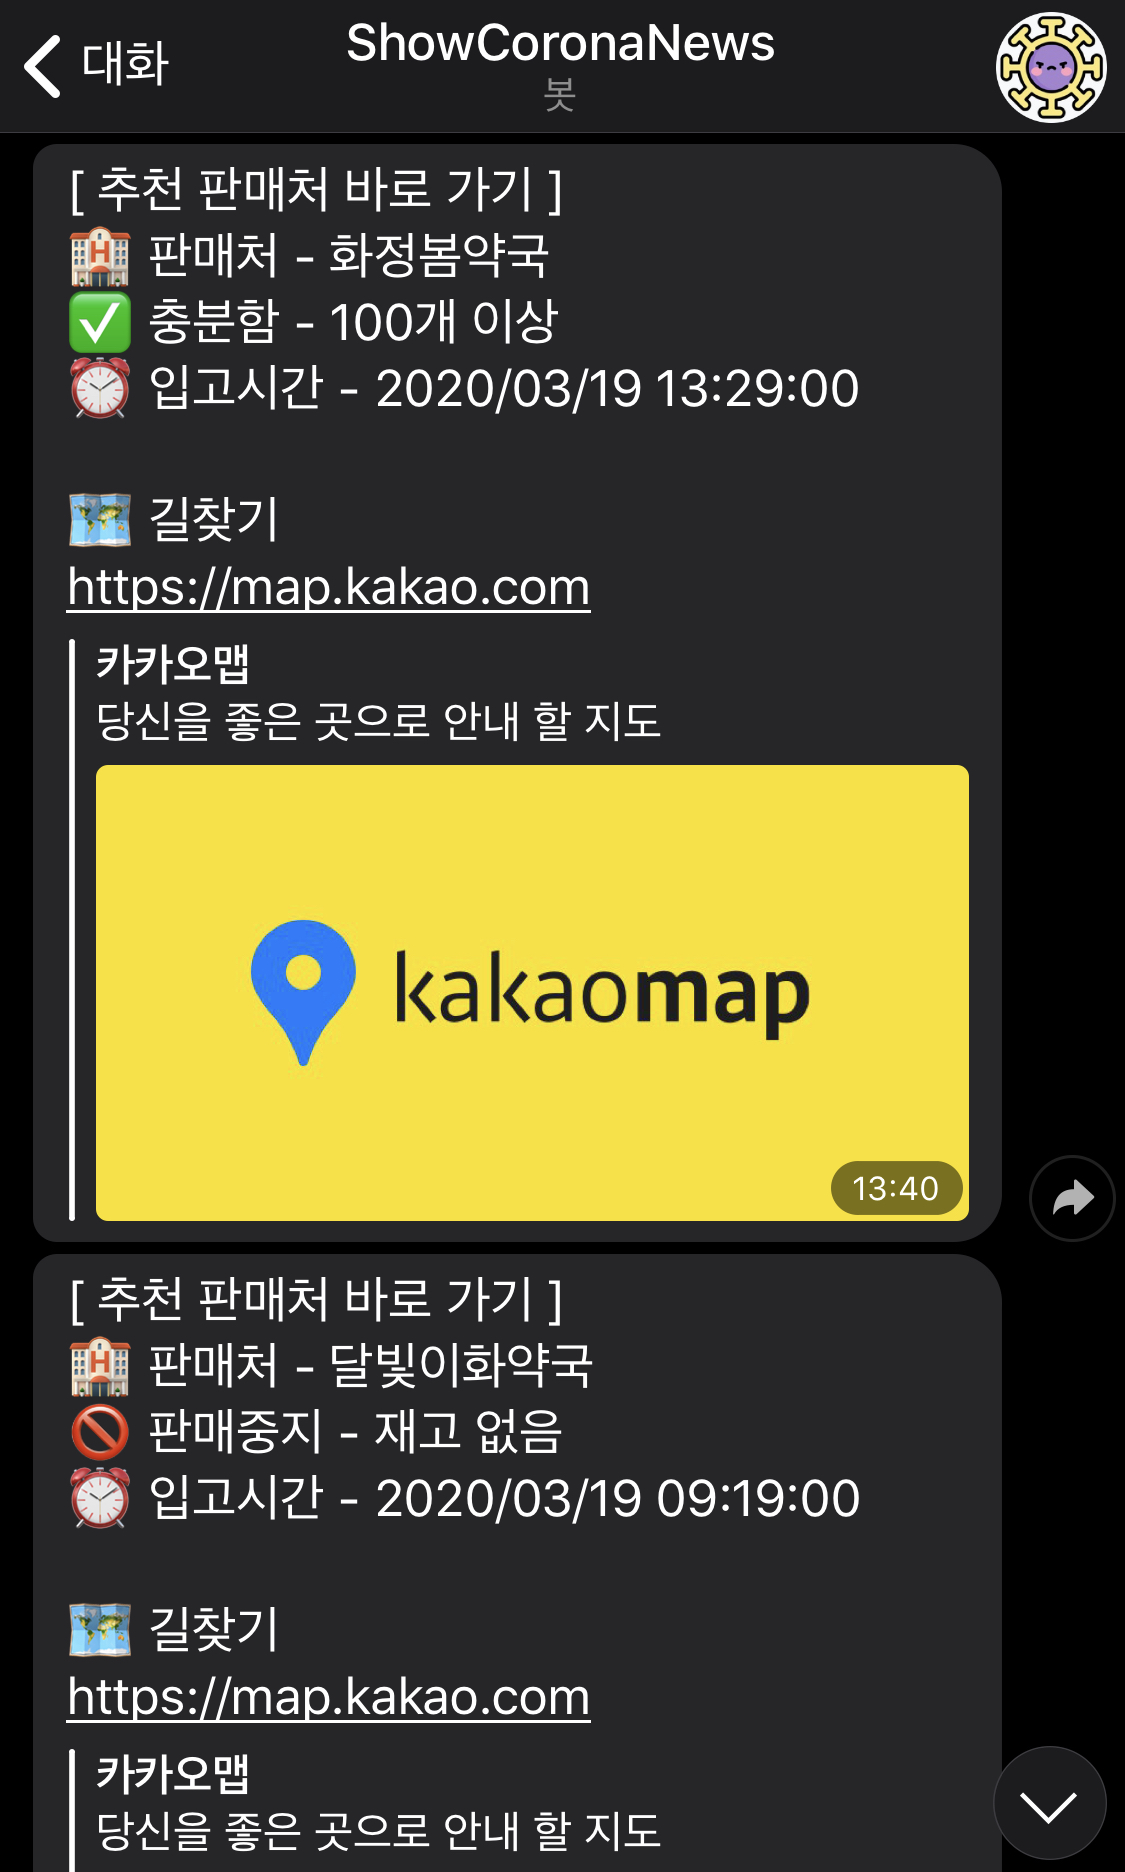 대화
ShowCoronaNews
봇
[ 추천 판매처 바로 가기 ]
🏨 판매처 - 화정봄약국
✅ 충분함 - 100개 이상
⏰ 입고시간 - 2020/03/19 13:29:00
🗺 길찾기
https://map.kakao.com
카카오맵
당신을 좋은 곳으로 안내 할 지도
kakaomap
13:40
[ 추천 판매처 바로 가기 ]
🏨 판매처 - 달빛이화약국
🚫 판매중지 - 재고 없음
⏰ 입고시간 - 2020/03/19 09:19:00
🗺 길찾기
https://map.kakao.com
카카오맵
당신을 좋은 곳으로 안내 할 지도